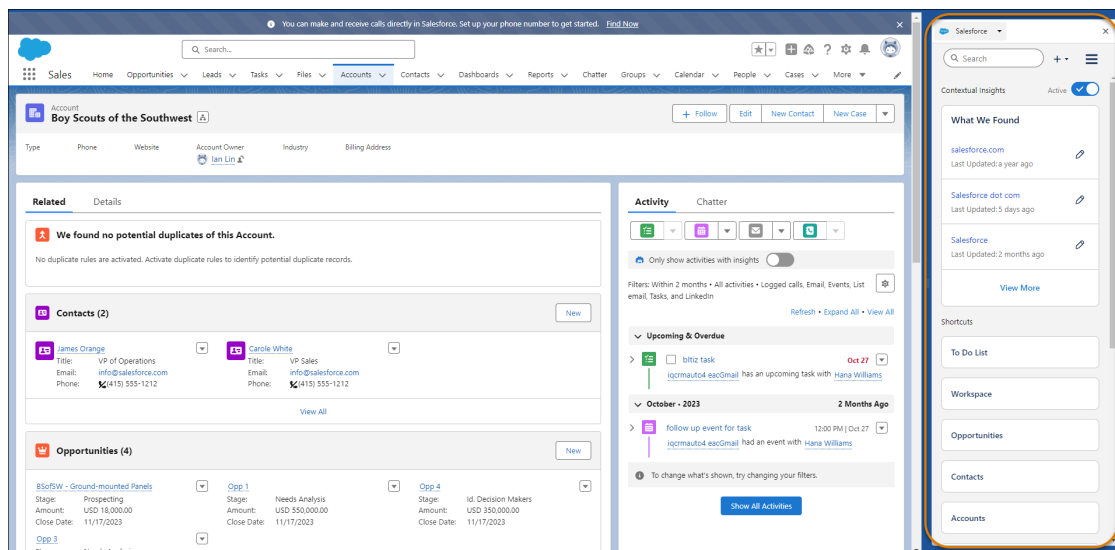 You can make and receive calls directly in Salesforce. Set up your phone number to get started. Find Now
Search...
Sales Home Opportunities Leads Tasks Files Accounts Contacts Dashboards Reports Chatter Groups Calendar People Cases More
Account
Boy Scouts of the Southwest
+ Follow Edit New Contact New Case
Type Phone Website Account Owner Industry Billing Address
Ian Lin
Related Details
We found no potential duplicates of this Account.
No duplicate rules are activated. Activate duplicate rules to identify potential duplicate records.
Contacts (2)
New
James Orange
Title: VP of Operations
Email: info@salesforce.com
Phone: (415) 555-1212
Carole White
Title: VP Sales
Email: info@salesforce.com
Phone: (415) 555-1212
View All
Opportunities (4)
New
BSofSW - Ground-mounted Panels
Stage: Prospecting
Amount: USD 18,000.00
Close Date: 11/17/2023
Opp 1
Stage: Needs Analysis
Amount: USD 550,000.00
Close Date: 11/17/2023
Opp 4
Stage: Id. Decision Makers
Amount: USD 350,000.00
Close Date: 11/17/2023
Opp 3
Activity Chatter
Only show activities with insights
Filters: Within 2 months • All activities • Logged calls, Email, Events, List
email, Tasks, and LinkedIn
Refresh • Expand All • View All
Upcoming & Overdue
bltiz task Oct 27
iqcrmauto4 eacGmail has an upcoming task with Hana Williams
October • 2023 2 Months Ago
follow up event for task 12:00 PM | Oct 27
iqcrmauto4 eacGmail had an event with Hana Williams
To change what's shown, try changing your filters.
Show All Activities
Salesforce
Search
Contextual Insights Active
What We Found
salesforce.com
Last Updated: a year ago
Salesforce dot com
Last Updated: 5 days ago
Salesforce
Last Updated: 2 months ago
View More
Shortcuts
To Do List
Workspace
Opportunities
Contacts
Accounts